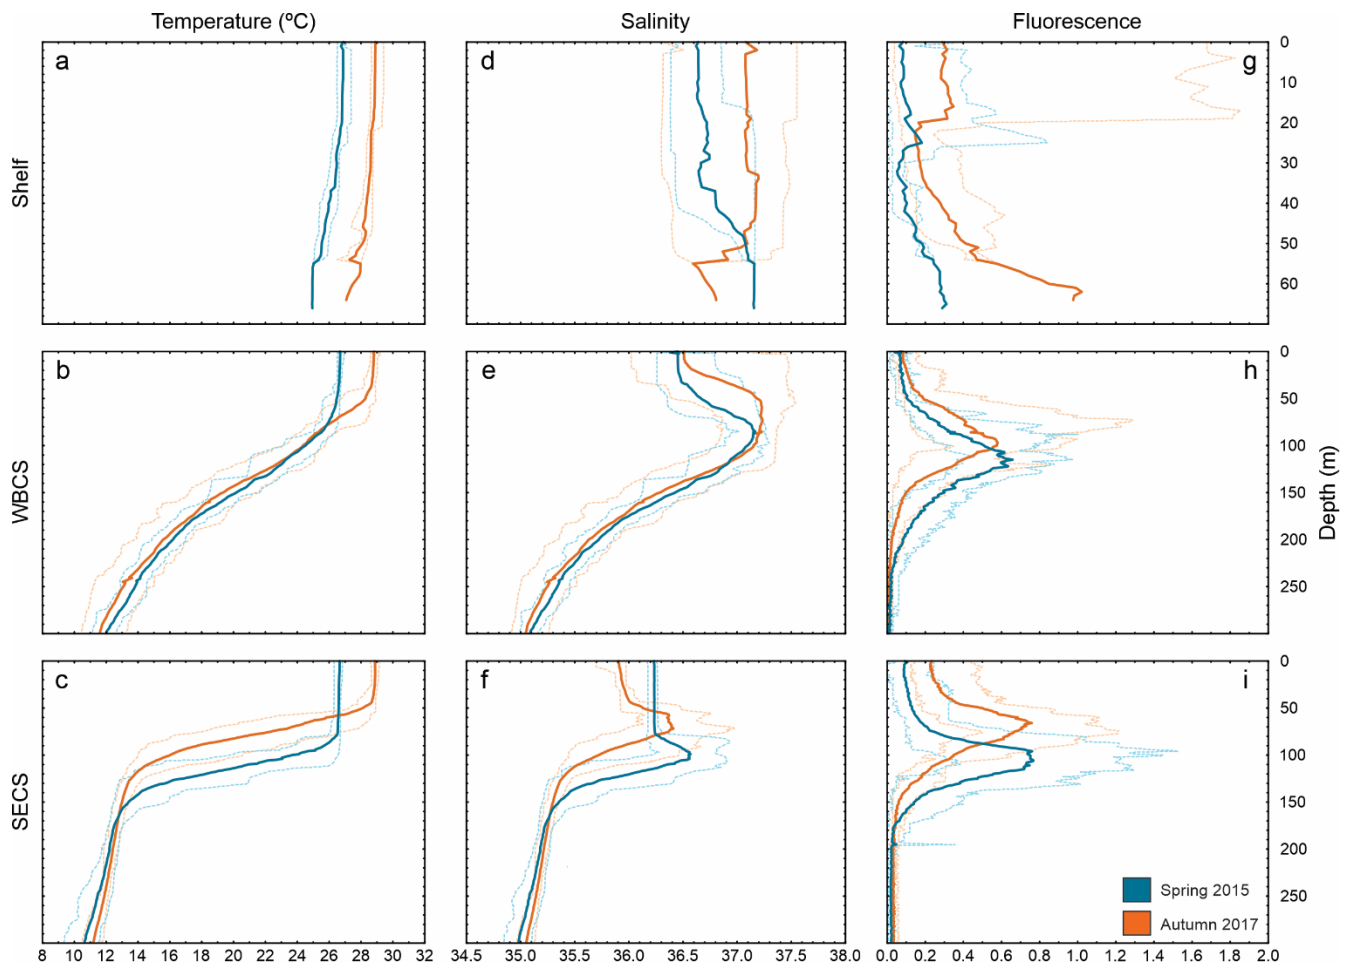 Temperature (ºC) Salinity Fluorescence
a d g 0
10
20
Shelf 30
40
50
60
b e h 0
50
100
WBCS Depth (m)
150
200
250
c f i 0
50
100
SECS 150
200
Spring 2015 250
Autumn 2017
8 10 12 14 16 18 20 22 24 26 28 30 32 34.5 35.0 35.5 36.0 36.5 37.0 37.5 38.0 0.0 0.2 0.4 0.6 0.8 1.0 1.2 1.4 1.6 1.8 2.0